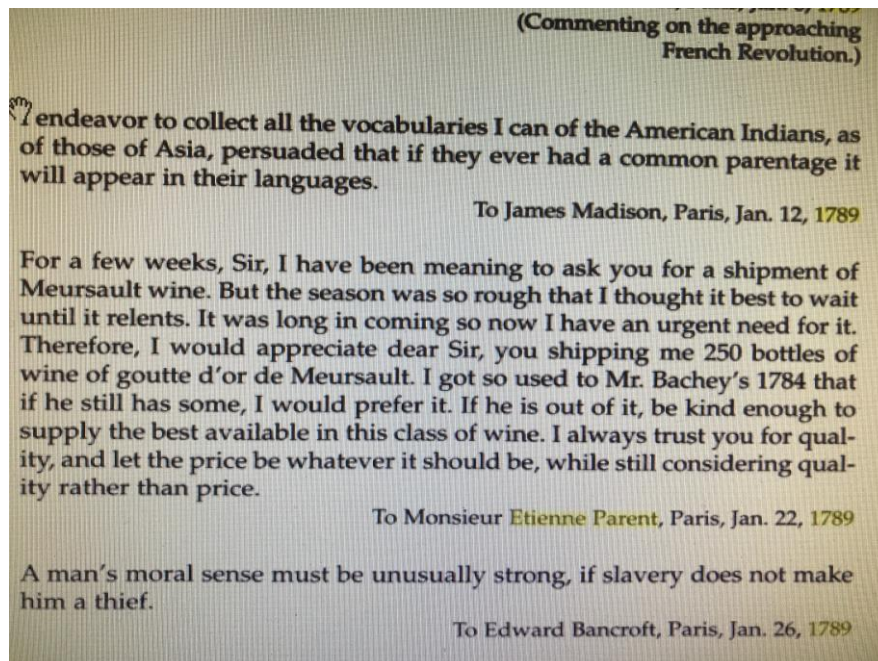 (Commenting on the approaching
French Revolution.)
I endeavor to collect all the vocabularies I can of the American Indians, as
of those of Asia, persuaded that if they ever had a common parentage it
will appear in their languages.
To James Madison, Paris, Jan. 12, 1789
For a few weeks, Sir, I have been meaning to ask you for a shipment of
Meursault wine. But the season was so rough that I thought it best to wait
until it relents. It was long in coming so now I have an urgent need for it.
Therefore, I would appreciate dear Sir, you shipping me 250 bottles of
wine of goutte d'or de Meursault. I got so used to Mr. Bachey's 1784 that
if he still has some, I would prefer it. If he is out of it, be kind enough to
supply the best available in this class of wine. I always trust you for qual-
ity, and let the price be whatever it should be, while still considering qual-
ity rather than price.
To Monsieur Etienne Parent, Paris, Jan. 22, 1789
A man's moral sense must be unusually strong, if slavery does not make
him a thief.
To Edward Bancroft, Paris, Jan. 26, 1789